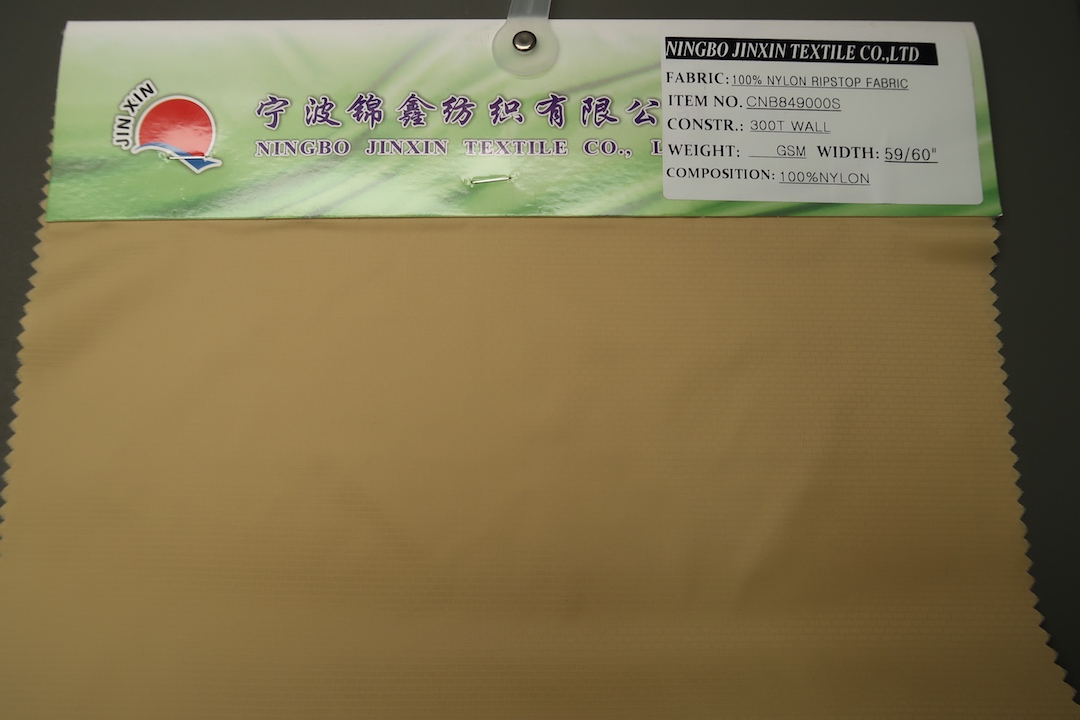 JIN XIN
宁波锦鑫纺织有限公
NINGBO JINXIN TEXTILE CO.,
NINGBO JINXIN TEXTILE CO.,LTD
FABRIC: 100% NYLON RIPSTOP FABRIC
ITEM NO. CNB849000S
CONSTR.: 300T WALL
WEIGHT: ___GSM WIDTH: 59/60"
COMPOSITION: 100%NYLON